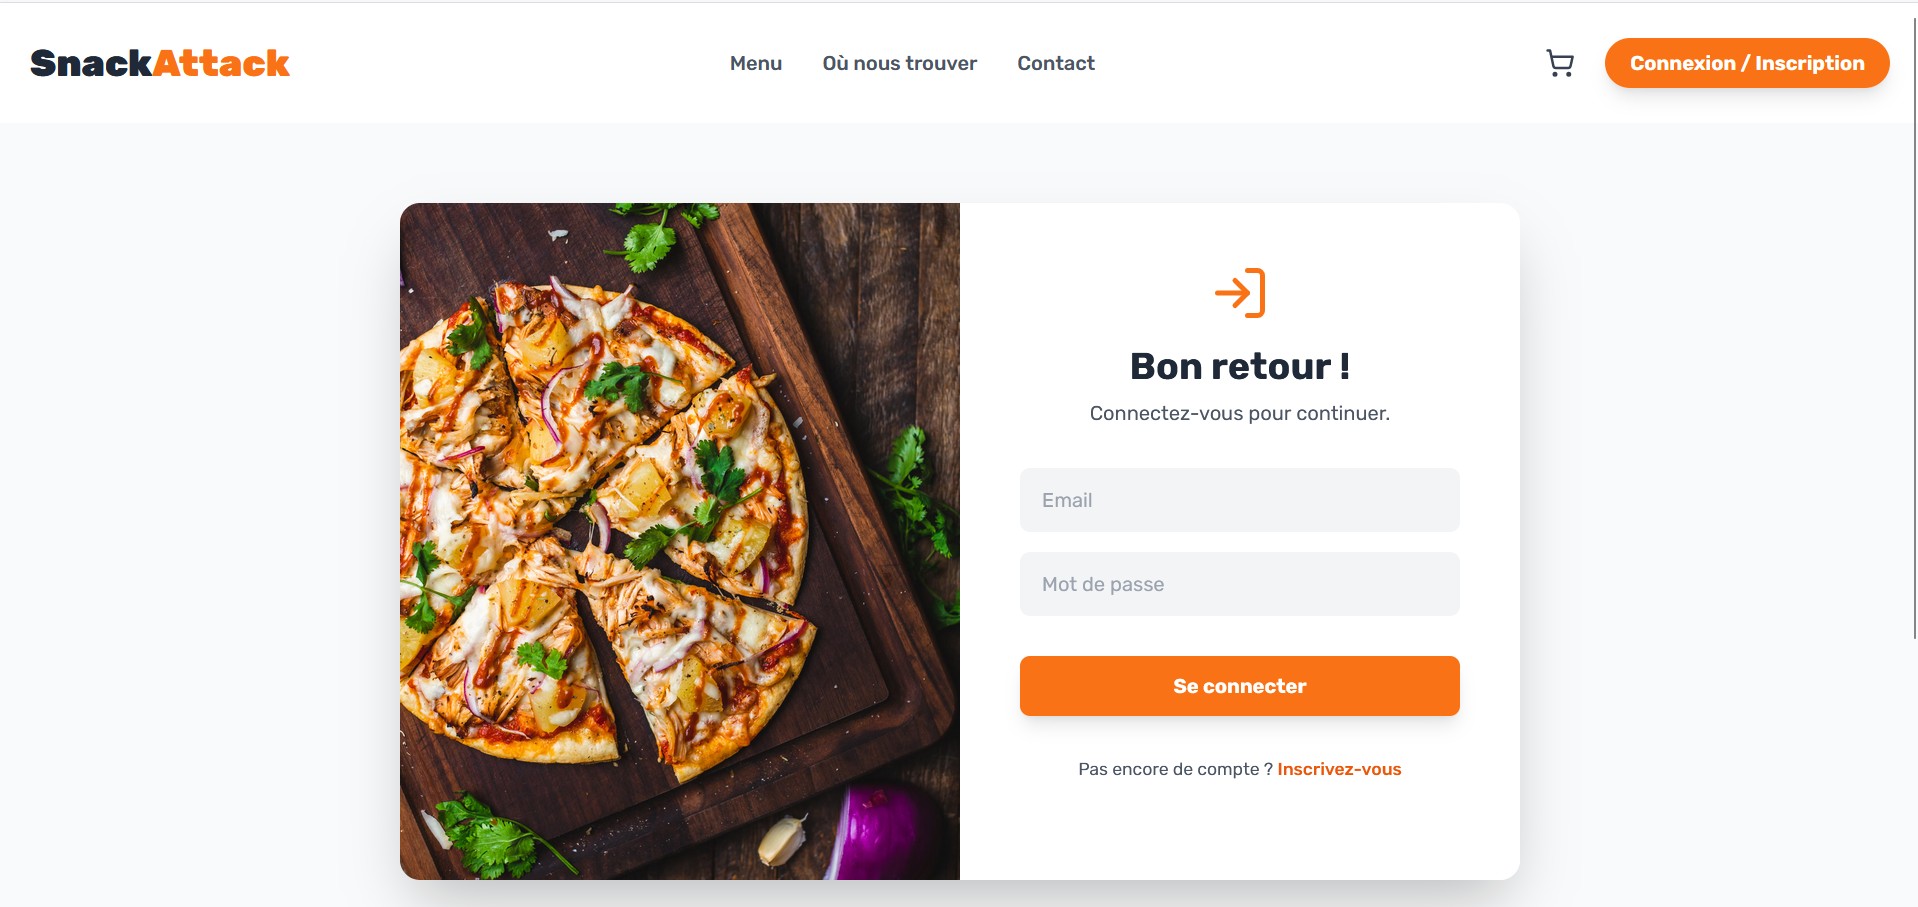 SnackAttack
Menu
Où nous trouver
Contact
Connexion / Inscription
Bon retour !
Connectez-vous pour continuer.
Email
Mot de passe
Se connecter
Pas encore de compte ? Inscrivez-vous